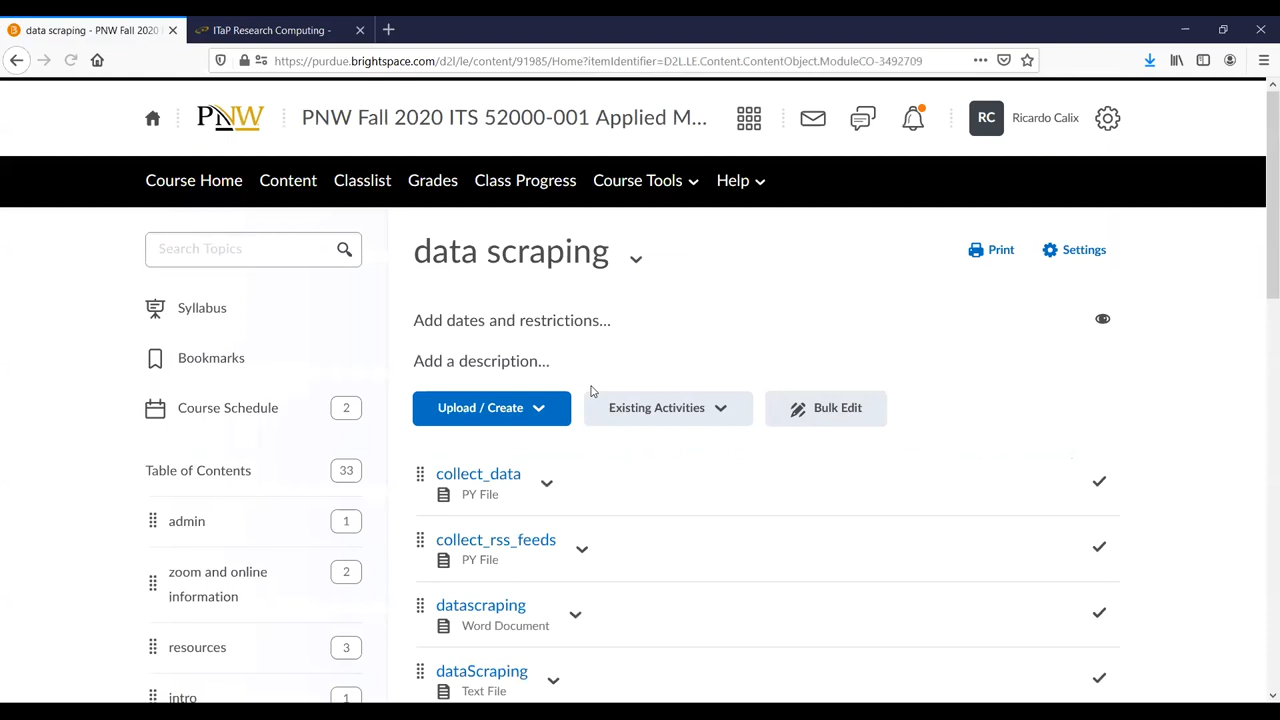 data scraping - PNW Fall 2020
ITaP Research Computing -
https://purdue.brightspace.com/d2l/le/content/91985/Home?itemIdentifier=D2L.LE.Content.ContentObject.ModuleCO-3492709
PNW
PNW Fall 2020 ITS 52000-001 Applied M...
RC
Ricardo Calix
Course Home
Content
Classlist
Grades
Class Progress
Course Tools
Help
Search Topics
Syllabus
Bookmarks
Course Schedule
2
Table of Contents
33
admin
1
zoom and online
information
2
resources
3
intro
1
data scraping
Print
Settings
Add dates and restrictions...
Add a description...
Upload / Create
Existing Activities
Bulk Edit
collect_data
PY File
collect_rss_feeds
PY File
datascraping
Word Document
dataScraping
Text File